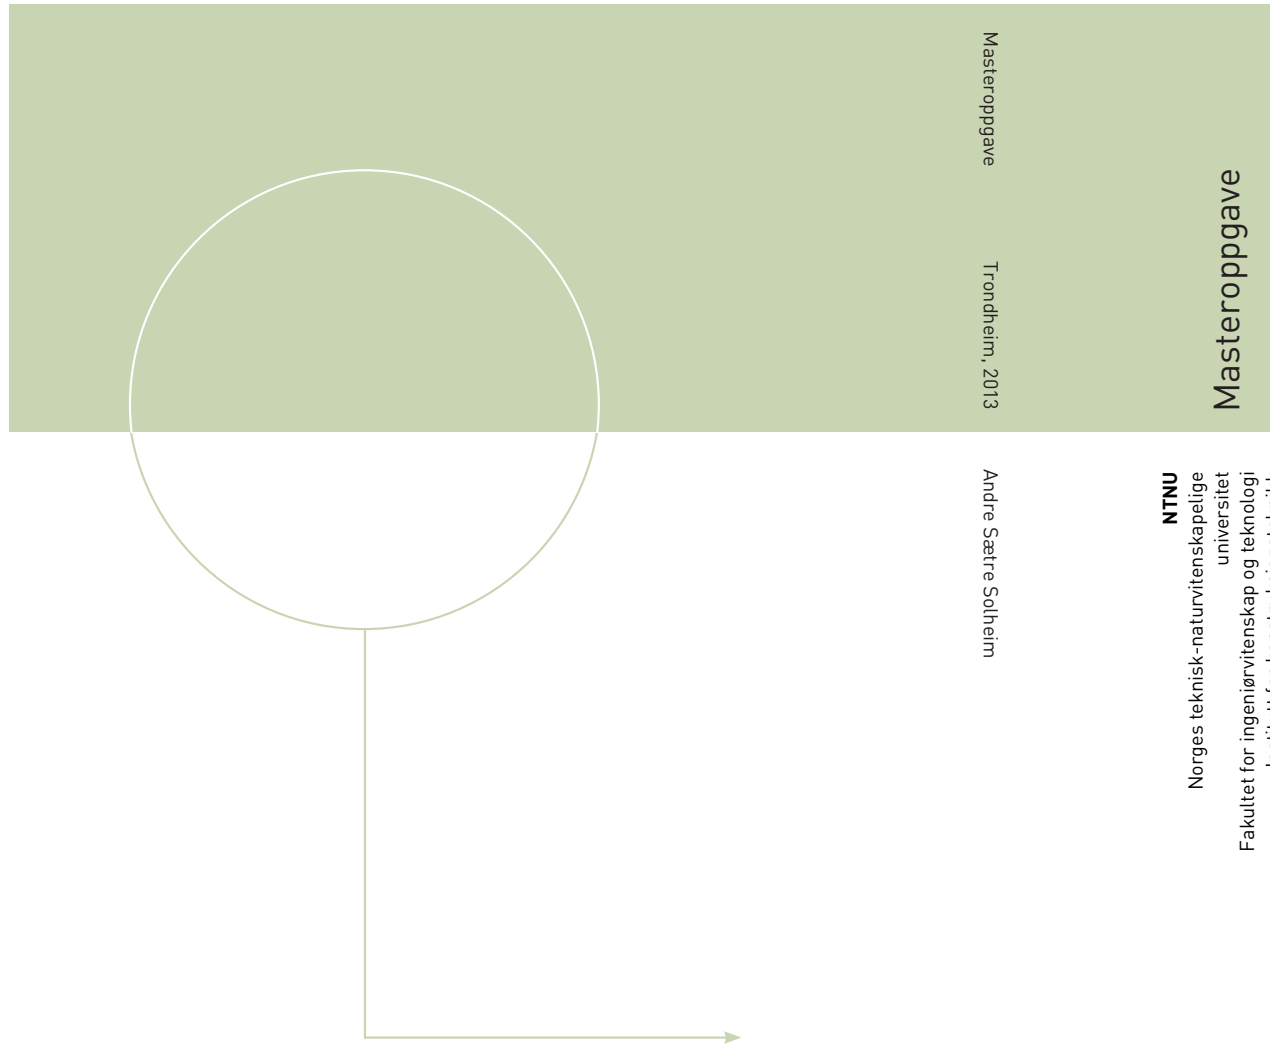 Masteroppgave
Trondheim, 2013
Andre Sætre Solheim
Masteroppgave
NTNU
Norges teknisk-naturvitenskapelige
universitet
Fakultet for ingeniørvitenskap og teknologi